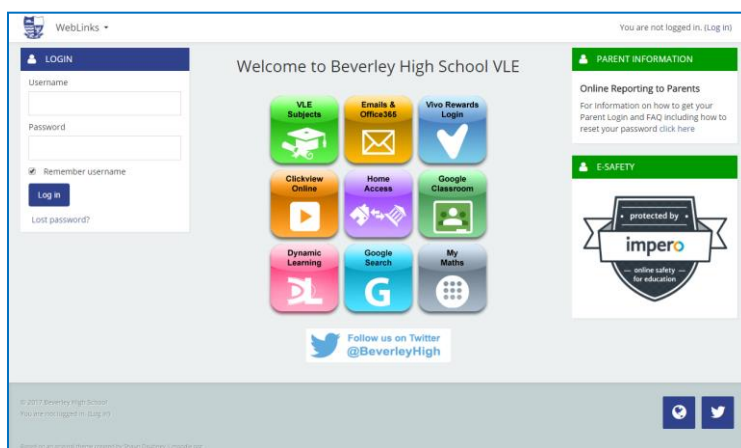 WebLinks
You are not logged in. (Log in)
LOGIN
Username
Password
Remember username
Log in
Lost password?
Welcome to Beverley High School VLE
VLE
Subjects
Emails &
Office365
Vivo Rewards
Login
Clickview
Online
Home
Access
Google
Classroom
Dynamic
Learning
DL
Google
Search
G
My
Maths
Follow us on Twitter
@BeverleyHigh
PARENT INFORMATION
Online Reporting to Parents
For Information on how to get your
Parent Login and FAQ including how to
reset your password click here
E-SAFETY
protected by
impero
online safety
for education
© 2017 Beverley High School
You are not logged in. (Log in)